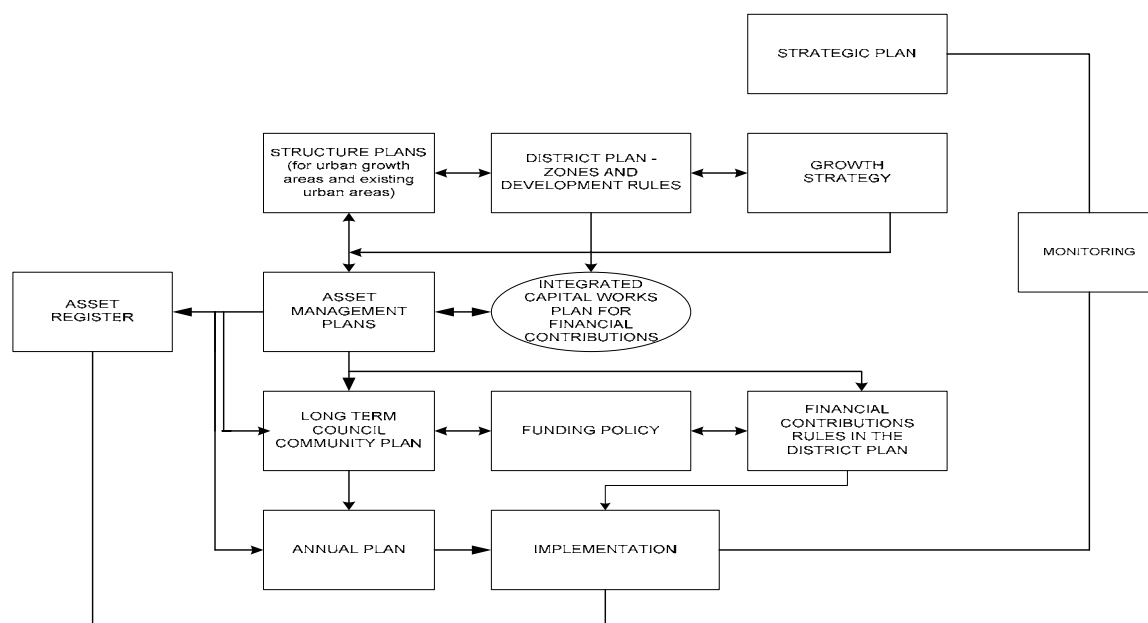 STRATEGIC PLAN
STRUCTURE PLANS
(for urban growth
areas and existing
urban areas)
DISTRICT PLAN -
ZONES AND
DEVELOPMENT RULES
GROWTH
STRATEGY
MONITORING
ASSET
REGISTER
ASSET
MANAGEMENT
PLANS
INTEGRATED
CAPITAL WORKS
PLAN FOR
FINANCIAL
CONTRIBUTIONS
LONG TERM
COUNCIL
COMMUNITY PLAN
FUNDING POLICY
FINANCIAL
CONTRIBUTIONS
RULES IN THE
DISTRICT PLAN
ANNUAL PLAN
IMPLEMENTATION